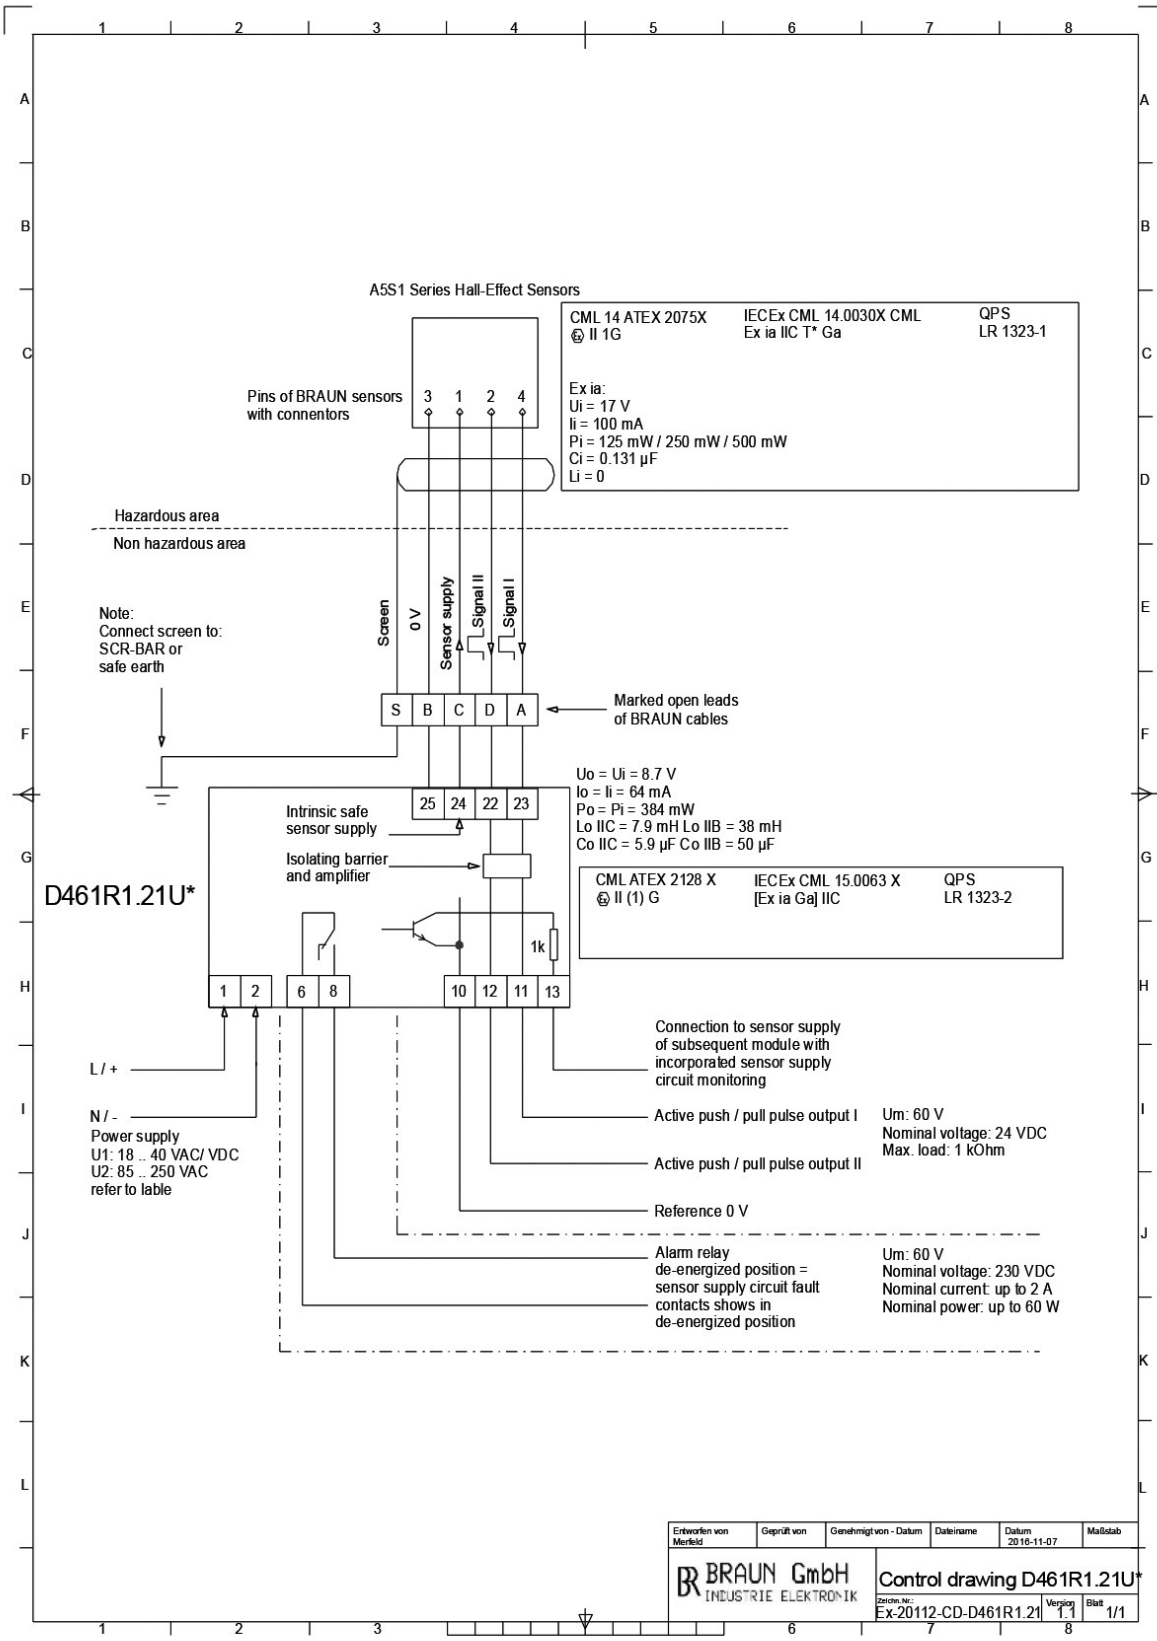 1 2 3 4 5 6 7 8
A A
B B
C C
D D
E E
F F
G G
H H
I I
J J
K K
L L
A5S1 Series Hall-Effect Sensors
CML 14 ATEX 2075X IECEx CML 14.0030X CML QPS
Ex II 1G Ex ia IIC T* Ga LR 1323-1
Ex ia:
Ui = 17 V
Ii = 100 mA
Pi = 125 mW / 250 mW / 500 mW
Ci = 0.131 µF
Li = 0
Pins of BRAUN sensors
with connentors
3 1 2 4
Hazardous area
Non hazardous area
Note:
Connect screen to:
SCR-BAR or
safe earth
Screen
0 V
Sensor supply
Signal II
Signal I
S B C D A
Marked open leads
of BRAUN cables
Uo = Ui = 8.7 V
Io = Ii = 64 mA
Po = Pi = 384 mW
Lo IIC = 7.9 mH Lo IIB = 38 mH
Co IIC = 5.9 µF Co IIB = 50 µF
25 24 22 23
Intrinsic safe
sensor supply
Isolating barrier
and amplifier
D461R1.21U*
CML ATEX 2128 X IECEx CML 15.0063 X QPS
Ex II (1) G [Ex ia Ga] IIC LR 1323-2
1k
1 2 6 8 10 12 11 13
L / +
N / -
Power supply
U1: 18 .. 40 VAC/ VDC
U2: 85 .. 250 VAC
refer to lable
Connection to sensor supply
of subsequent module with
incorporated sensor supply
circuit monitoring
Active push / pull pulse output I
Active push / pull pulse output II
Um: 60 V
Nominal voltage: 24 VDC
Max. load: 1 kOhm
Reference 0 V
Alarm relay
de-energized position =
sensor supply circuit fault
contacts shows in
de-energized position
Um: 60 V
Nominal voltage: 230 VDC
Nominal current: up to 2 A
Nominal power: up to 60 W
Entworfen von Geprüft von Genehmigt von - Datum Dateiname Datum Maßstab
Merfeld 2016-11-07
BR BRAUN GmbH
INDUSTRIE ELEKTRONIK
Control drawing D461R1.21U*
Zeichn.Nr.: Version Blatt
Ex-20112-CD-D461R1.21 1.1 1/1
1 2 3 6 7 8